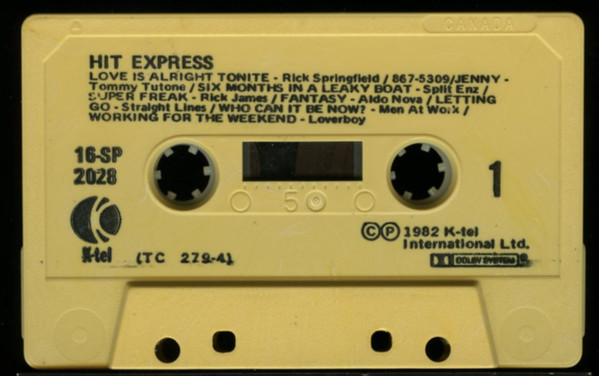 CANADA
HIT EXPRESS
LOVE IS ALRIGHT TONITE - Rick Springfield / 867-5309/JENNY -
Tommy Tutone / SIX MONTHS IN A LEAKY BOAT - Split Enz /
SUPER FREAK - Rick James / FANTASY - Aldo Nova / LETTING
GO - Straight Lines / WHO CAN IT BE NOW? - Men At Work /
WORKING FOR THE WEEKEND - Loverboy
16-SP
2028
1
50
K-tel
(TC 279-4)
©℗ 1982 K-tel
International Ltd.
DOLBY SYSTEM®